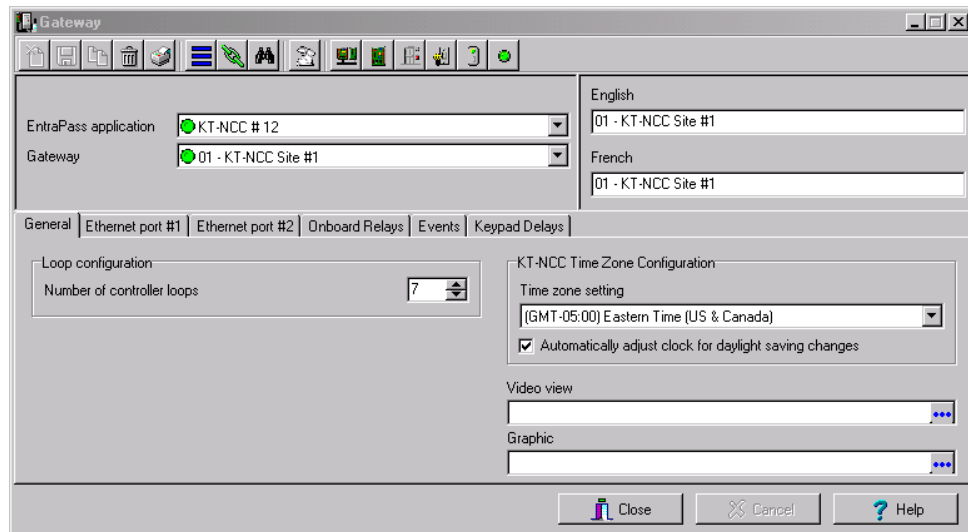 Gateway
EntraPass application
KT-NCC # 12
Gateway
01 - KT-NCC Site #1
English
01 - KT-NCC Site #1
French
01 - KT-NCC Site #1
General Ethernet port #1 Ethernet port #2 Onboard Relays Events Keypad Delays
Loop configuration
Number of controller loops 7
KT-NCC Time Zone Configuration
Time zone setting
(GMT-05:00) Eastern Time (US & Canada)
Automatically adjust clock for daylight saving changes
Video view
Graphic
Close Cancel Help